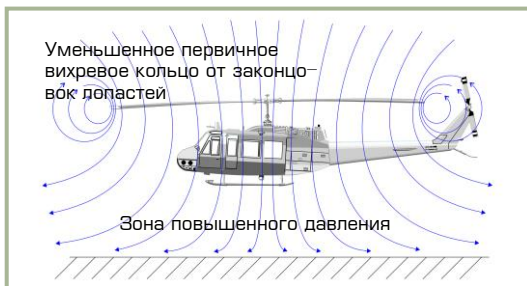 Уменьшенное первичное
вихревое кольцо от законцо–
вок лопастей
Зона повышенного давления